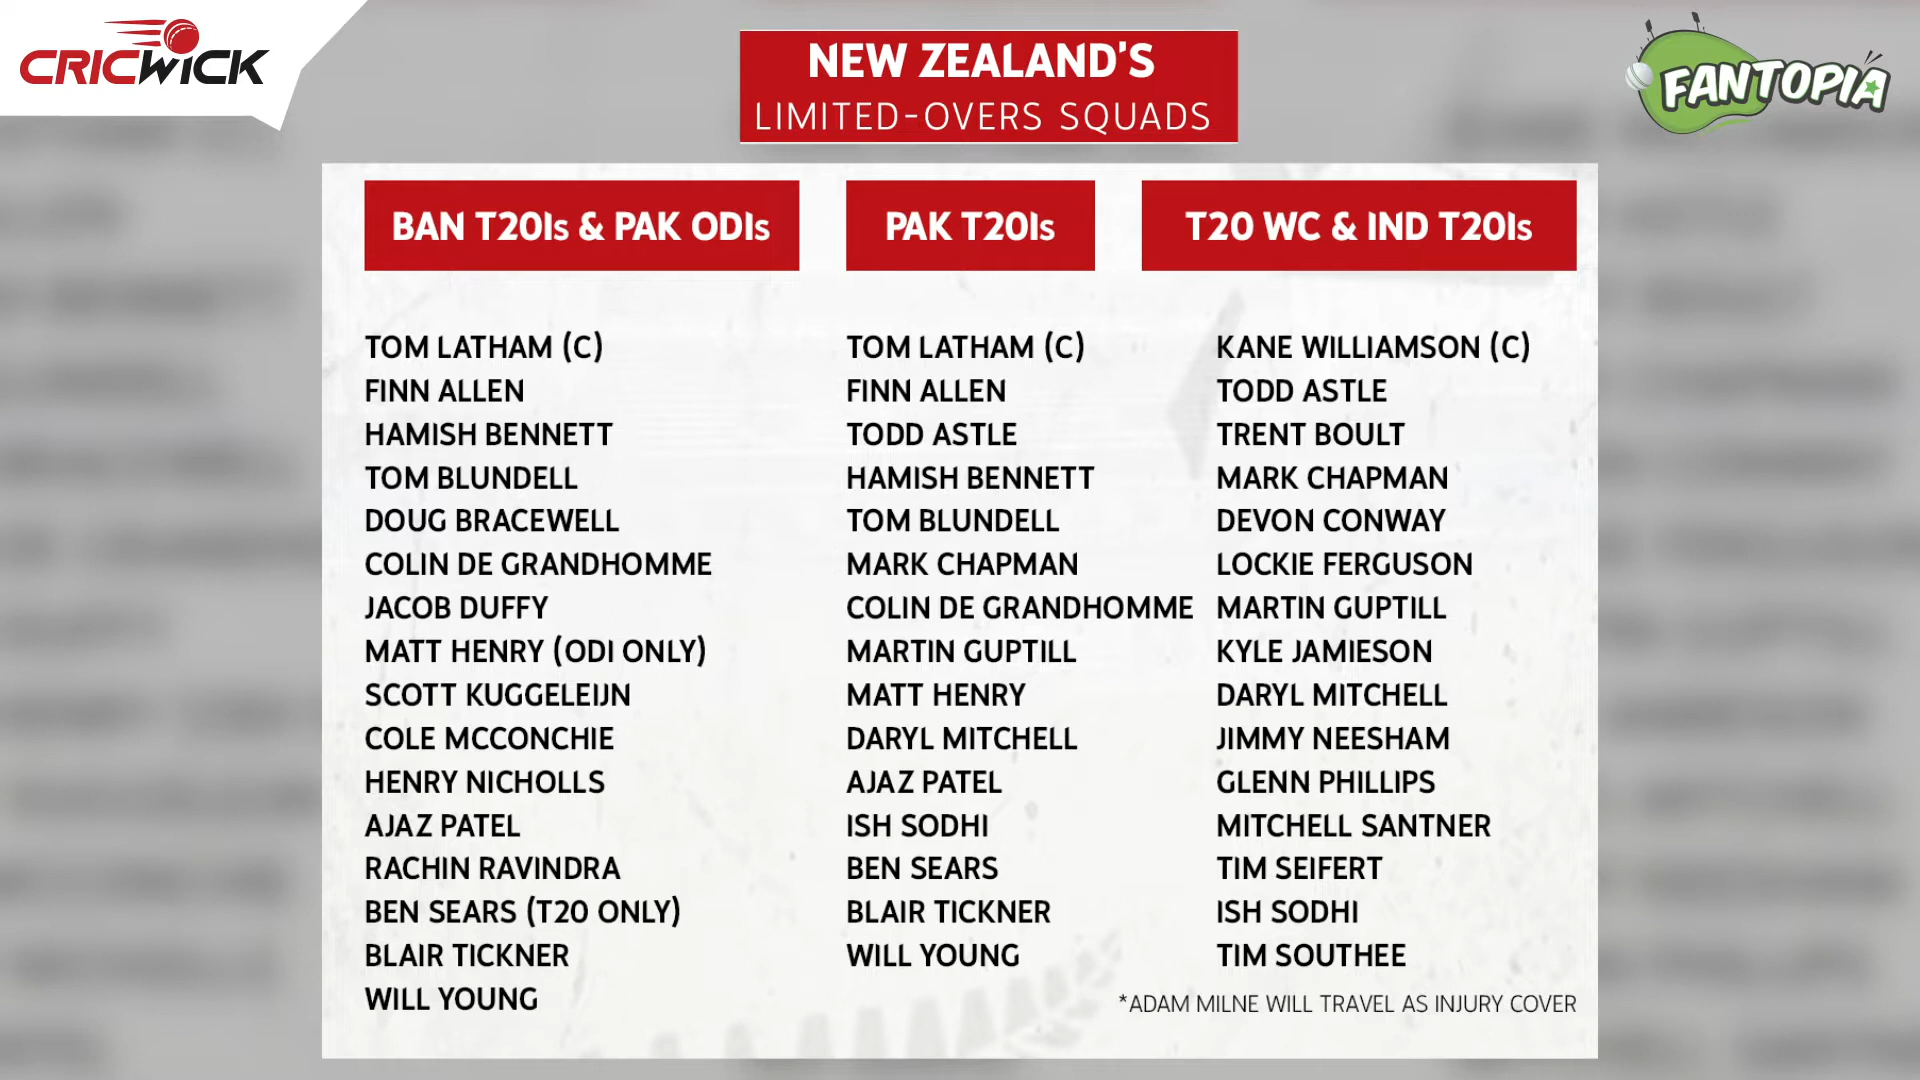 CRICWICK
NEW ZEALAND'S
LIMITED-OVERS SQUADS
FANTOPIA
BAN T20Is & PAK ODIs
TOM LATHAM (C)
FINN ALLEN
HAMISH BENNETT
TOM BLUNDELL
DOUG BRACEWELL
COLIN DE GRANDHOMME
JACOB DUFFY
MATT HENRY (ODI ONLY)
SCOTT KUGGELEIJN
COLE MCCONCHIE
HENRY NICHOLLS
AJAZ PATEL
RACHIN RAVINDRA
BEN SEARS (T20 ONLY)
BLAIR TICKNER
WILL YOUNG
PAK T20Is
TOM LATHAM (C)
FINN ALLEN
TODD ASTLE
HAMISH BENNETT
TOM BLUNDELL
MARK CHAPMAN
COLIN DE GRANDHOMME
MARTIN GUPTILL
MATT HENRY
DARYL MITCHELL
AJAZ PATEL
ISH SODHI
BEN SEARS
BLAIR TICKNER
WILL YOUNG
T20 WC & IND T20Is
KANE WILLIAMSON (C)
TODD ASTLE
TRENT BOULT
MARK CHAPMAN
DEVON CONWAY
LOCKIE FERGUSON
MARTIN GUPTILL
KYLE JAMIESON
DARYL MITCHELL
JIMMY NEESHAM
GLENN PHILLIPS
MITCHELL SANTNER
TIM SEIFERT
ISH SODHI
TIM SOUTHEE
*ADAM MILNE WILL TRAVEL AS INJURY COVER